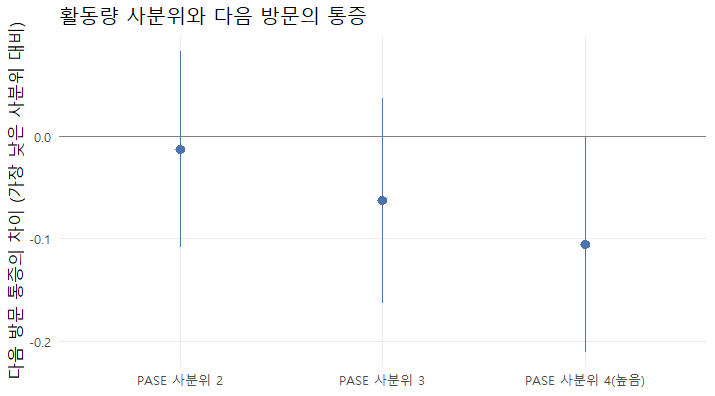 활동량 사분위와 다음 방문의 통증
다음 방문 통증의 차이 (가장 낮은 사분위 대비)
0.0
-0.1
-0.2
PASE 사분위 2
PASE 사분위 3
PASE 사분위 4(높음)